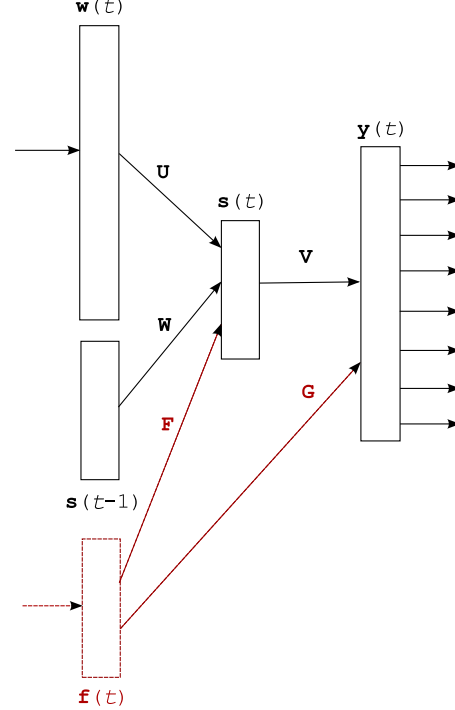 w(t)
U
s(t)
y(t)
V
W
F
G
s(t-1)
f(t)